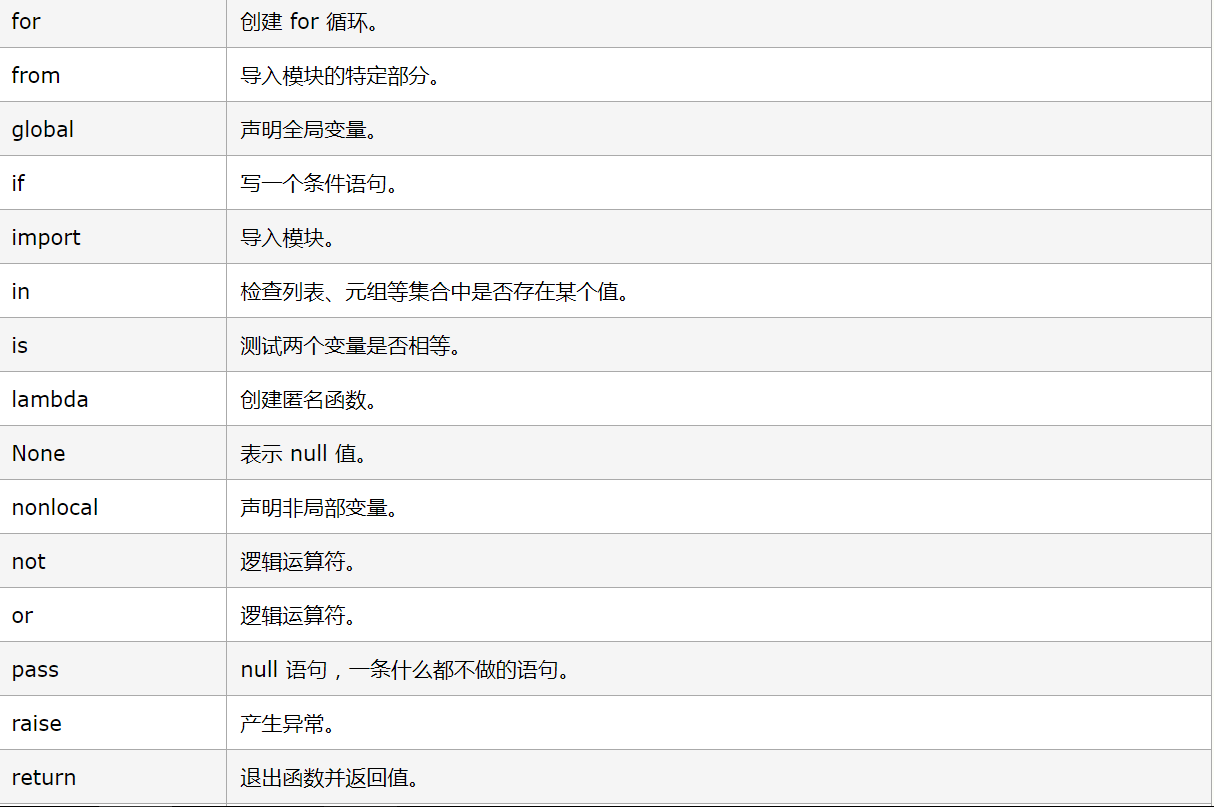 for 创建 for 循环。
from 导入模块的特定部分。
global 声明全局变量。
if 写一个条件语句。
import 导入模块。
in 检查列表、元组等集合中是否存在某个值。
is 测试两个变量是否相等。
lambda 创建匿名函数。
None 表示 null 值。
nonlocal 声明非局部变量。
not 逻辑运算符。
or 逻辑运算符。
pass null 语句，一条什么都不做的语句。
raise 产生异常。
return 退出函数并返回值。